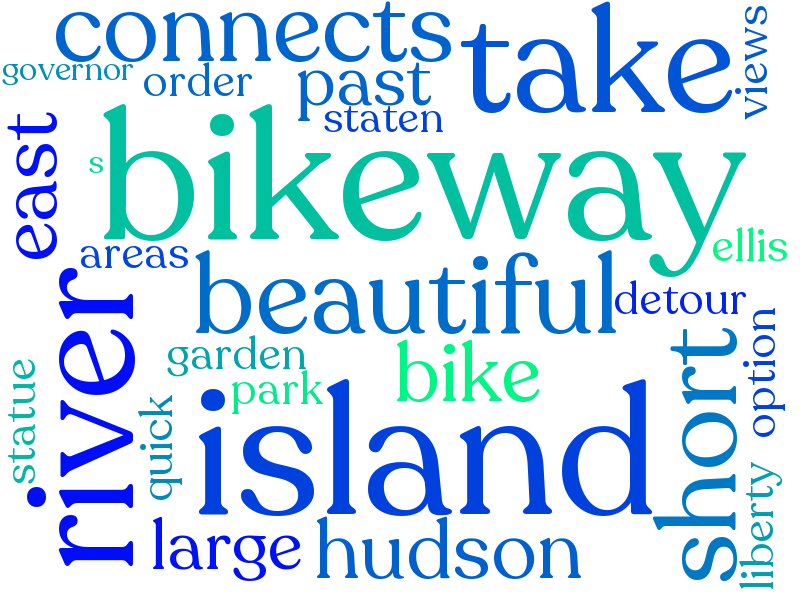 connects
take
views
governor
order
past
staten
east
s
bikeway
areas
ellis
beautiful
detour
river
garden
bike
short
option
statue
park
quick
island
liberty
large
hudson